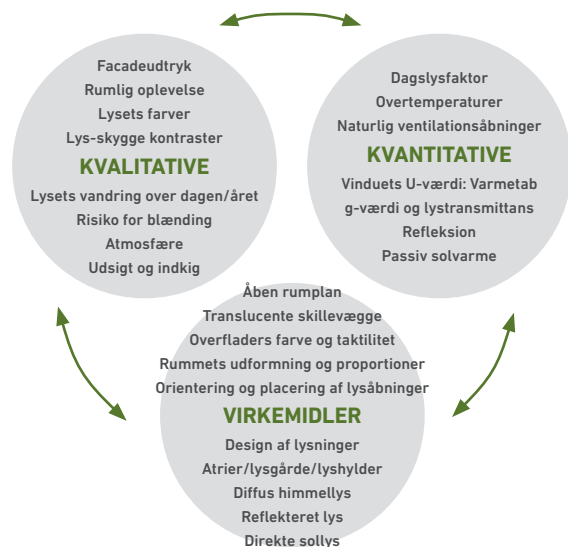 Facadeudtryk
Rumlig oplevelse
Lysets farver
Lys-skygge kontraster
KVALITATIVE
Lysets vandring over dagen/året
Risiko for blænding
Atmosfære
Udsigt og indkig
Dagslysfaktor
Overtemperaturer
Naturlig ventilationsåbninger
KVANTITATIVE
Vinduets U-værdi: Varmetab
g-værdi og lystransmittans
Refleksion
Passiv solvarme
Åben rumplan
Translucente skillevægge
Overfladers farve og taktilitet
Rummets udformning og proportioner
Orientering og placering af lysåbninger
VIRKEMIDLER
Design af lysninger
Atrier/lysgårde/lyshylder
Diffus himmellys
Reflekteret lys
Direkte sollys